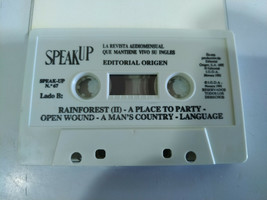 SPEAK UP
LA REVISTA AUDIOMENSUAL
QUE MANTIENE VIVO SU INGLES
EDITORIAL ORIGEN
SPEAK-UP
N.º 67
Lado B:
RAINFOREST (II) - A PLACE TO PARTY -
OPEN WOUND - A MAN'S COUNTRY - LANGUAGE